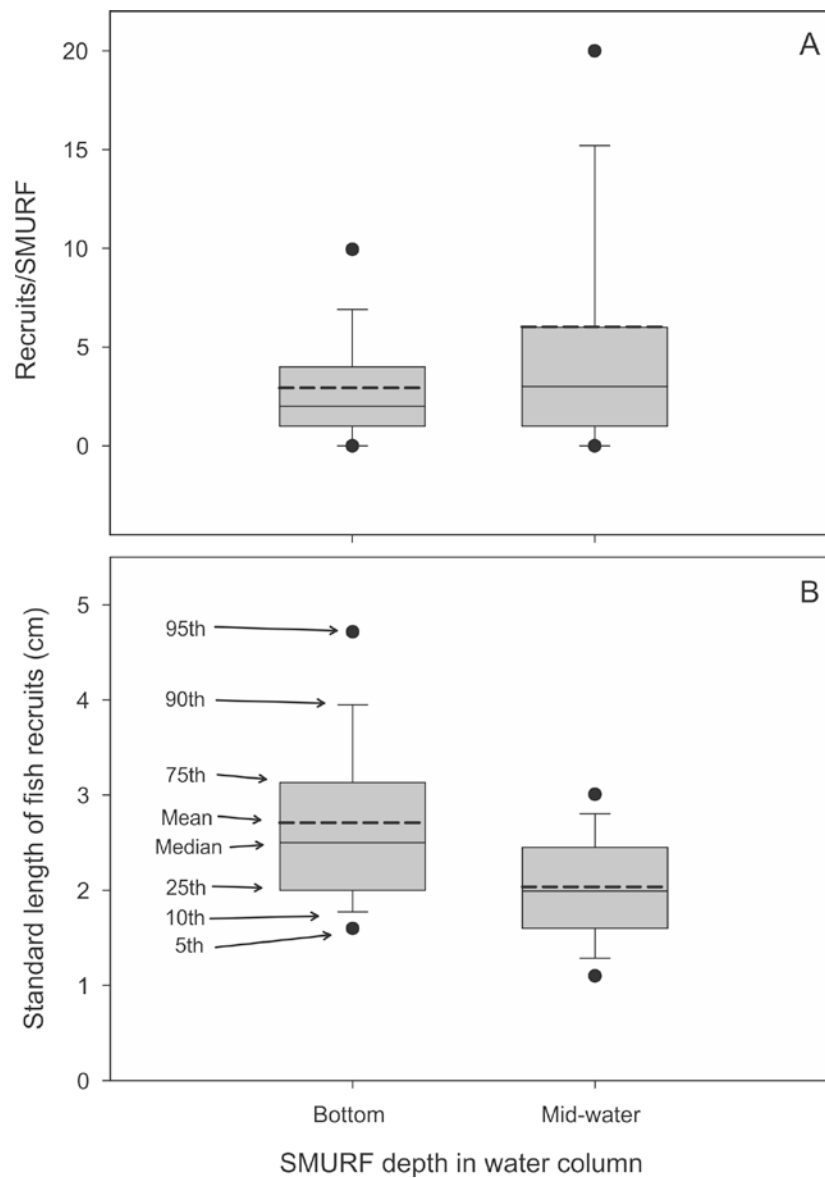 A
20
15
10
5
0
Recruits/SMURF
B
5
4
3
2
1
0
Standard length of fish recruits (cm)
95th
90th
75th
Mean
Median
25th
10th
5th
Bottom Mid-water
SMURF depth in water column